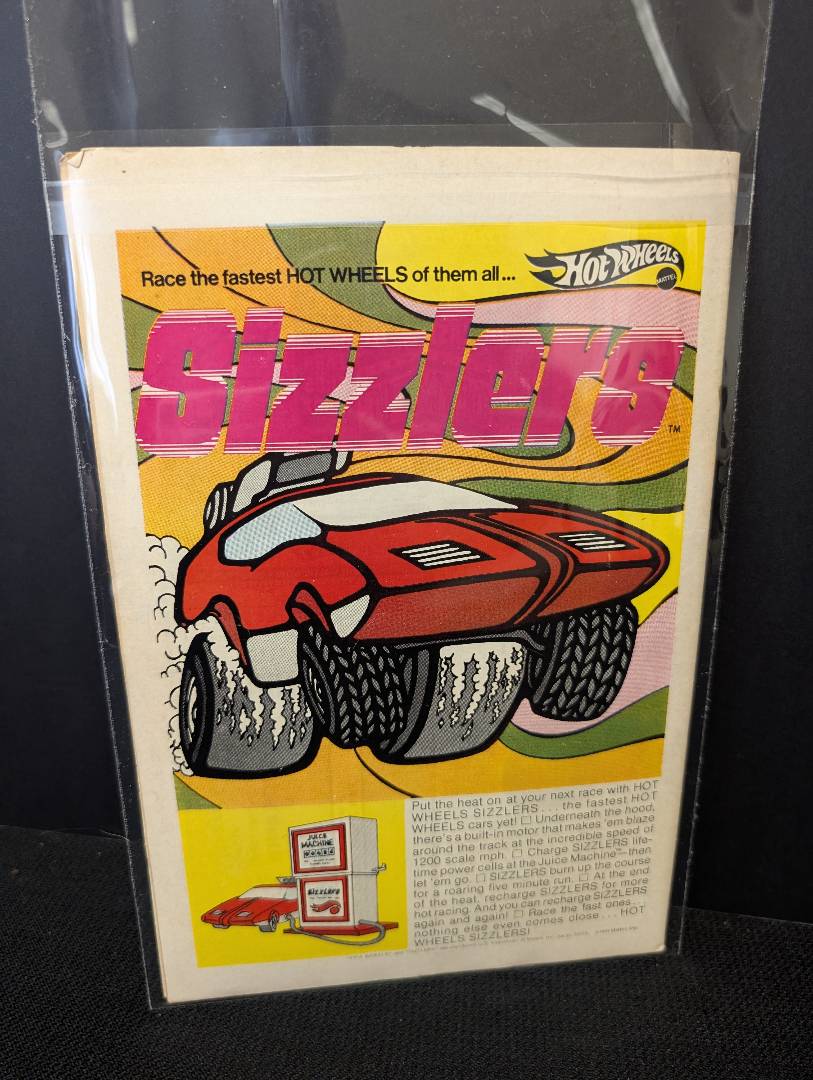 Race the fastest HOT WHEELS of them all...
Hot Wheels
MATTEL
Sizzlers
TM
Put the heat on at your next race with HOT
WHEELS SIZZLERS . . . the fastest HOT
WHEELS cars yet! ☐ Underneath the hood,
there's a built-in motor that makes 'em blaze
around the track at the incredible speed of
1200 scale mph. ☐ Charge SIZZLERS life-
time power cells at the Juice Machine™—then
let 'em go. ☐ SIZZLERS burn up the course
for a roaring five minute run. ☐ At the end
of the heat, recharge SIZZLERS for more
hot racing. And you can recharge SIZZLERS
again and again! ☐ Race the fast ones...
nothing else even comes close . . . HOT
WHEELS SIZZLERS!
JUICE
MACHINE
Sizzlers